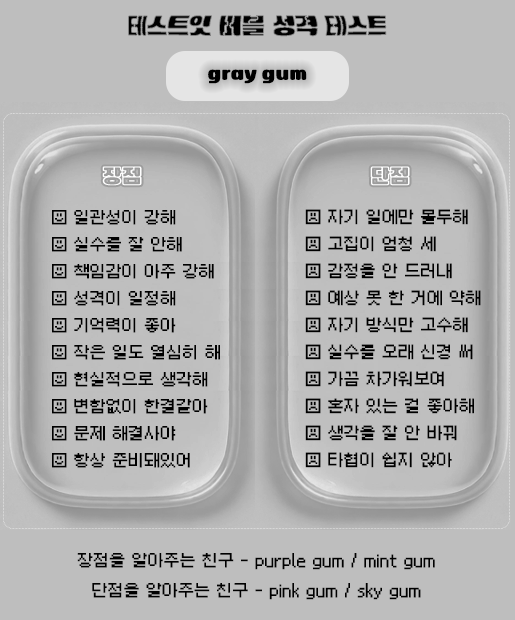 테스트잇 버블 성격 테스트
gray gum
장점
일관성이 강해
실수를 잘 안해
책임감이 아주 강해
성격이 일정해
기억력이 좋아
작은 일도 열심히 해
현실적으로 생각해
변함없이 한결같아
문제 해결사야
항상 준비돼있어
단점
자기 일에만 몰두해
고집이 엄청 세
감정을 안 드러내
예상 못 한 거에 약해
자기 방식만 고수해
실수를 오래 신경 써
가끔 차가워보여
혼자 있는 걸 좋아해
생각을 잘 안 바꿔
타협이 쉽지 않아
장점을 알아주는 친구 - purple gum / mint gum
단점을 알아주는 친구 - pink gum / sky gum